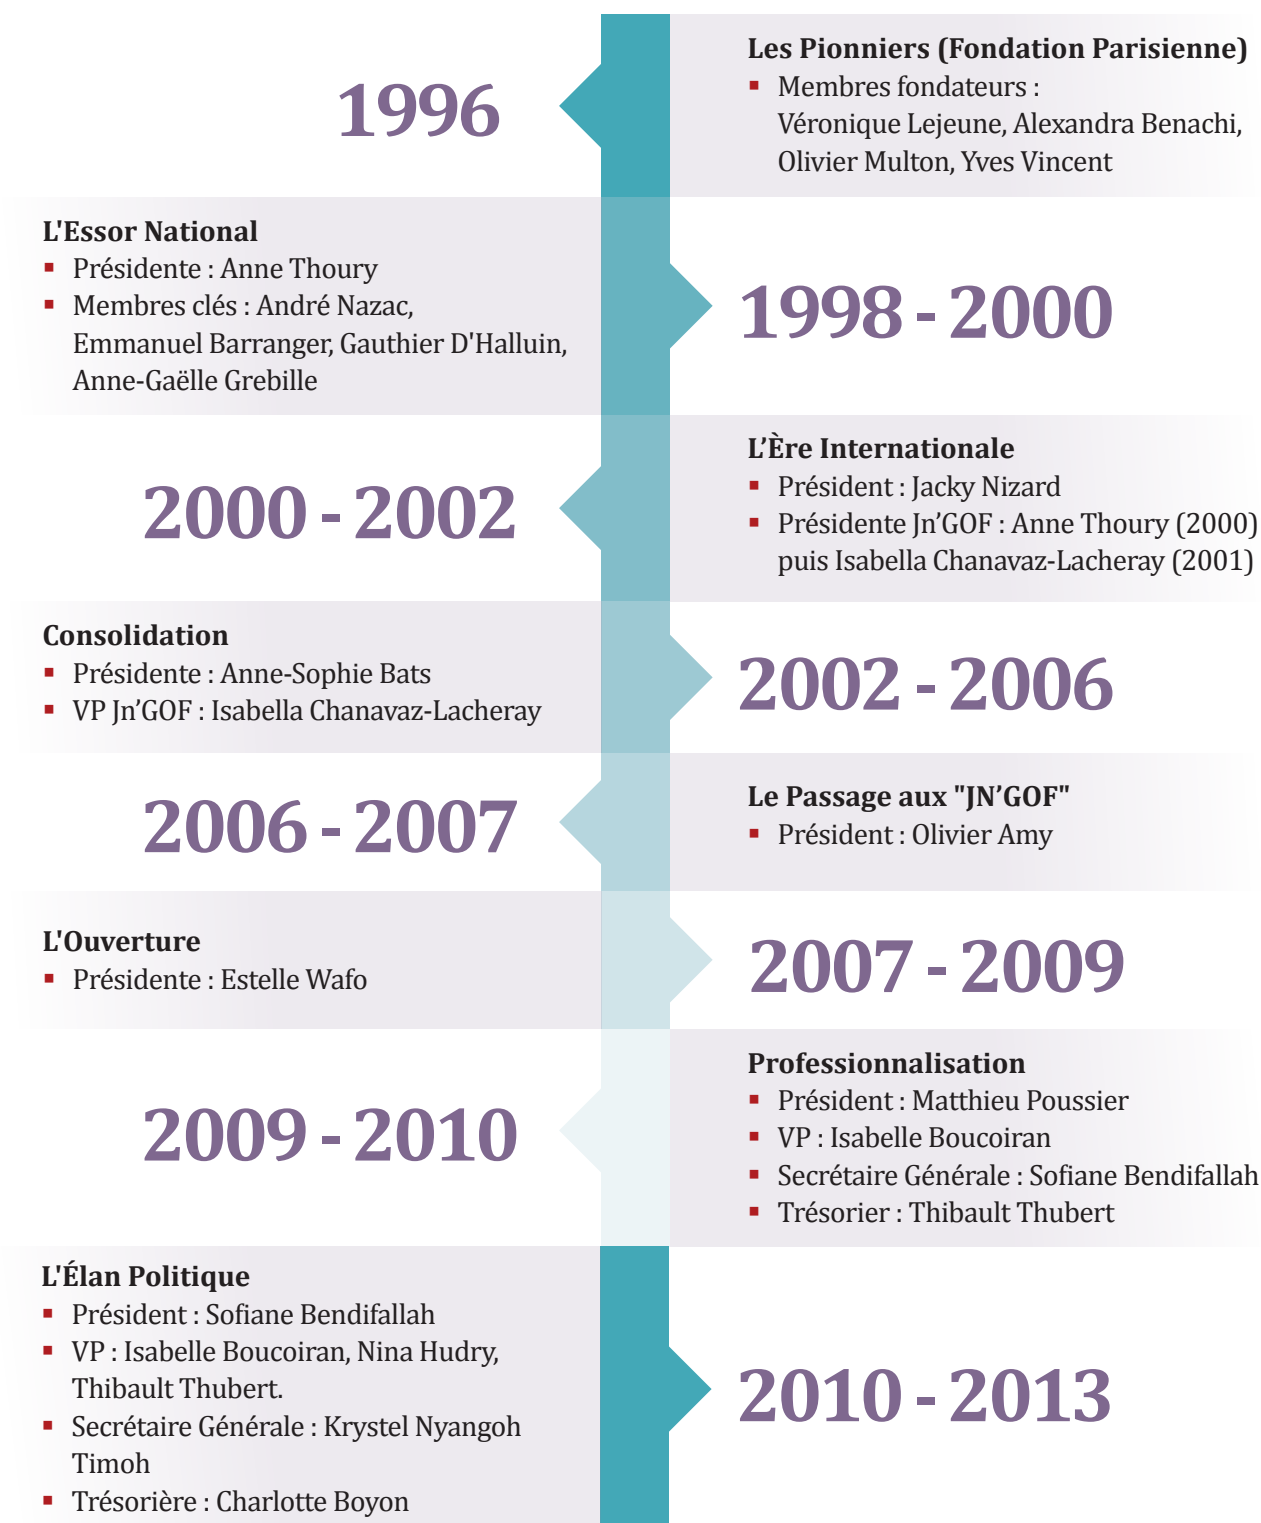 1996
Les Pionniers (Fondation Parisienne)
▪ Membres fondateurs :
Véronique Lejeune, Alexandra Benachi,
Olivier Multon, Yves Vincent
L'Essor National
▪ Présidente : Anne Thoury
▪ Membres clés : André Nazac,
Emmanuel Barranger, Gauthier D'Halluin,
Anne-Gaëlle Grebille
1998 - 2000
2000 - 2002
L’Ère Internationale
▪ Président : Jacky Nizard
▪ Présidente Jn’GOF : Anne Thoury (2000)
puis Isabella Chanavaz-Lacheray (2001)
Consolidation
▪ Présidente : Anne-Sophie Bats
▪ VP Jn’GOF : Isabella Chanavaz-Lacheray
2002 - 2006
2006 - 2007
Le Passage aux "JN’GOF"
▪ Président : Olivier Amy
L'Ouverture
▪ Présidente : Estelle Wafo
2007 - 2009
2009 - 2010
Professionnalisation
▪ Président : Matthieu Poussier
▪ VP : Isabelle Boucoiran
▪ Secrétaire Générale : Sofiane Bendifallah
▪ Trésorier : Thibault Thubert
L'Élan Politique
▪ Président : Sofiane Bendifallah
▪ VP : Isabelle Boucoiran, Nina Hudry,
Thibault Thubert.
▪ Secrétaire Générale : Krystel Nyangoh
Timoh
▪ Trésorière : Charlotte Boyon
2010 - 2013